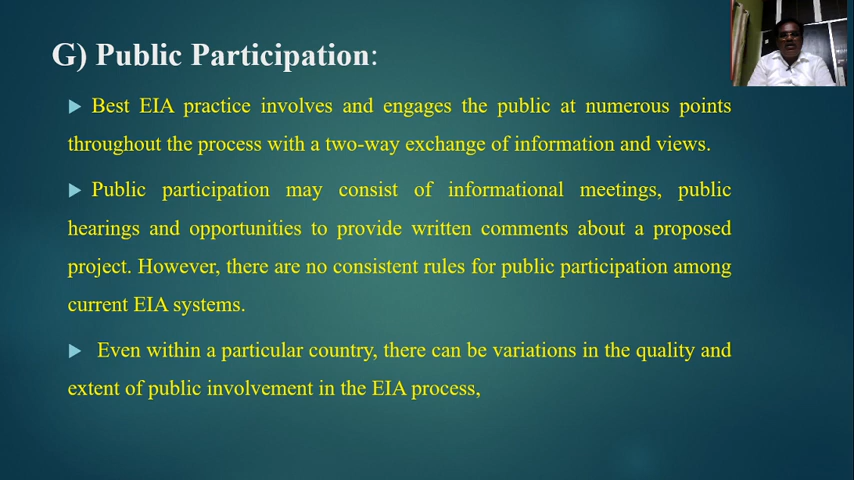 G) Public Participation:
Best EIA practice involves and engages the public at numerous points
throughout the process with a two-way exchange of information and views.
Public participation may consist of informational meetings, public
hearings and opportunities to provide written comments about a proposed
project. However, there are no consistent rules for public participation among
current EIA systems.
Even within a particular country, there can be variations in the quality and
extent of public involvement in the EIA process,